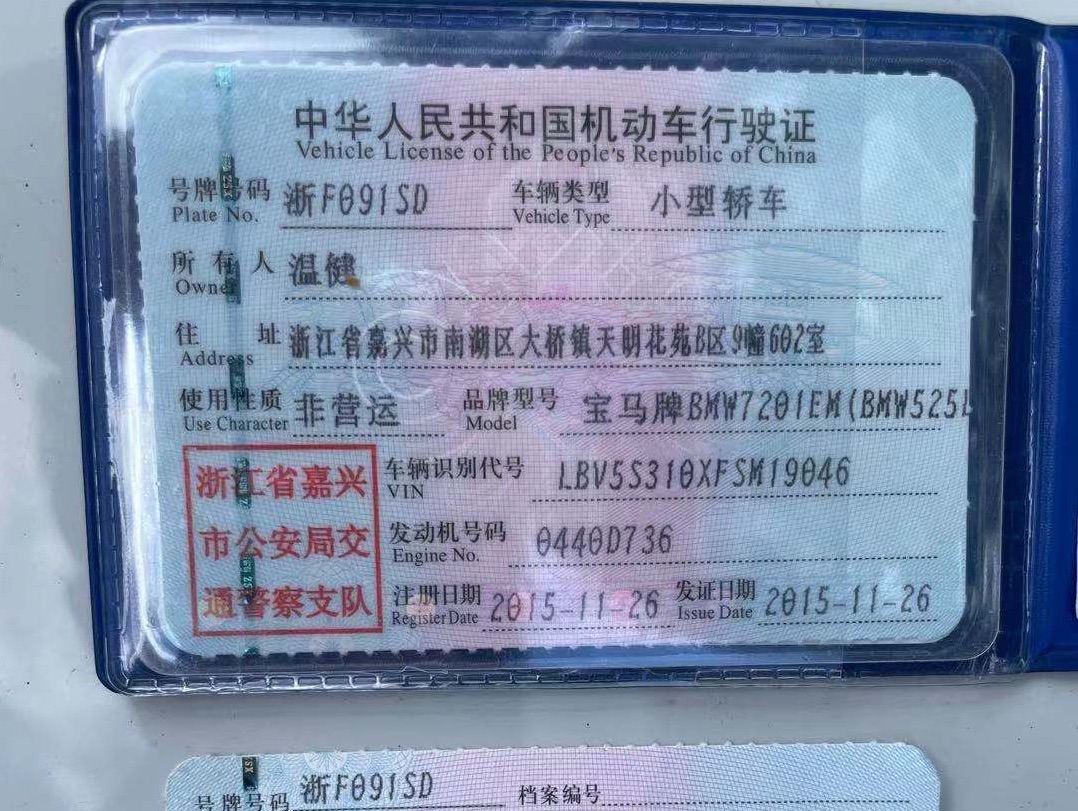 中华人民共和国机动车行驶证
Vehicle License of the People's Republic of China
号牌号码 浙F091SD 车辆类型 小型轿车
Plate No. Vehicle Type
所有人 温健
Owner
住址 浙江省嘉兴市南湖区大桥镇天明花苑B区9幢602室
Address
使用性质 非营运 品牌型号 宝马牌BMW7201EM(BMW525L
Use Character Model
浙江省嘉兴
市公安局交
通警察支队
车辆识别代号 LBV5S310XFSM19046
VIN
发动机号码 0440D736
Engine No.
注册日期 2015-11-26 发证日期 2015-11-26
Register Date Issue Date
号牌号码 浙F091SD 档案编号